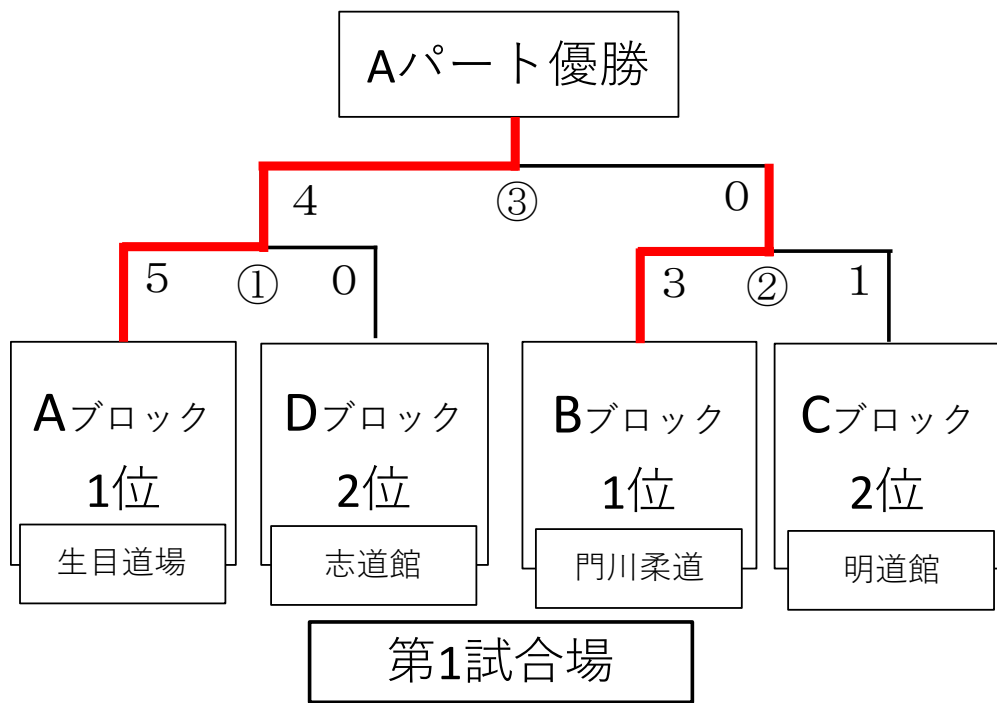 Aパート優勝
4 ③ 0
5 ① 0 3 ② 1
Aブロック
1位
生目道場
Dブロック
2位
志道館
Bブロック
1位
門川柔道
Cブロック
2位
明道館
第1試合場